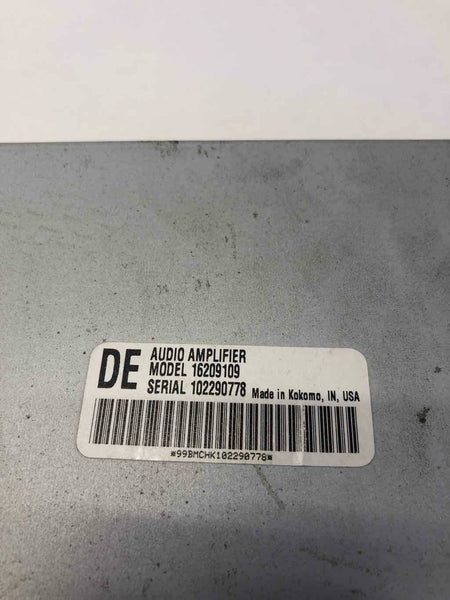 DE
AUDIO AMPLIFIER
MODEL 16209109
SERIAL 102290778 Made in Kokomo, IN, USA
*99BMCHK102290778*